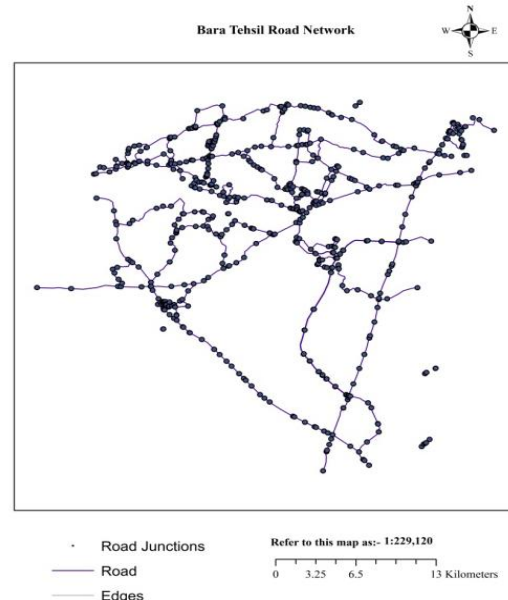 Bara Tehsil Road Network
N
W E
S
Road Junctions
Road
Edges
Refer to this map as:- 1:229,120
0 3.25 6.5 13 Kilometers